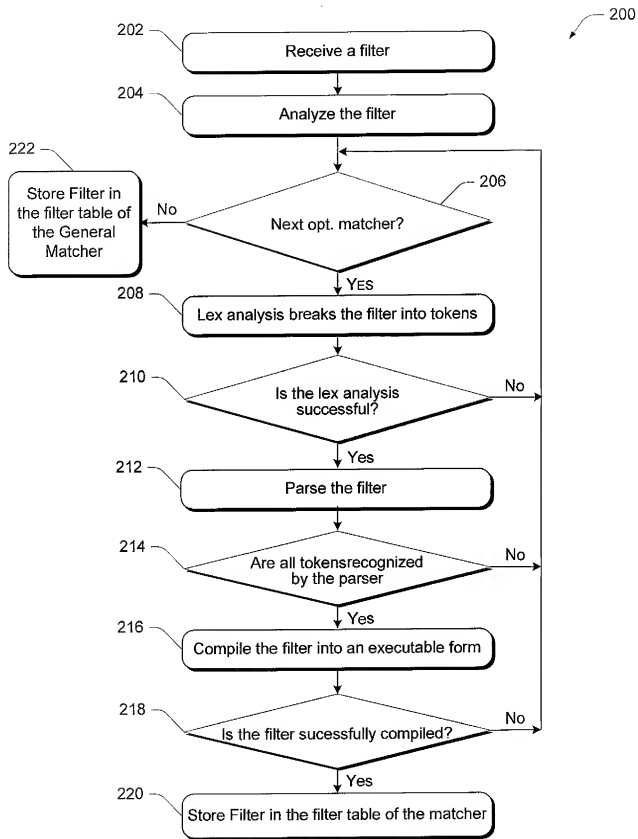 200
202
Receive a filter
204
Analyze the filter
222
Store Filter in
the filter table of
the General
Matcher
No
206
Next opt. matcher?
YES
208
Lex analysis breaks the filter into tokens
210
Is the lex analysis
successful?
No
Yes
212
Parse the filter
214
Are all tokensrecognized
by the parser
No
Yes
216
Compile the filter into an executable form
218
Is the filter sucessfully compiled?
No
Yes
220
Store Filter in the filter table of the matcher